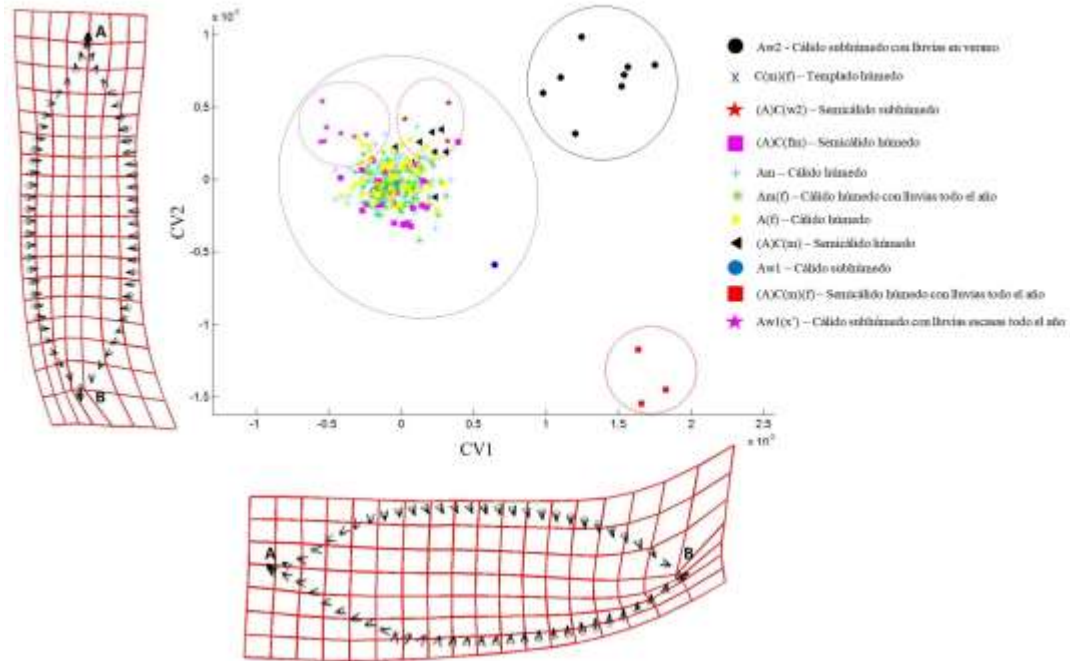 A
B
x 10
1
0.5
0
-0.5
-1
-1.5
CV2
-1
-0.5
0
0.5
1
1.5
2
2.5
x 10
CV1
Aw2 - Cálido subhúmedo con lluvias en verano
C(m)(f) – Templado húmedo
(A)C(w2) – Semicálido subhúmedo
(A)C(fm) – Semicálido húmedo
Am – Cálido húmedo
Am(f) – Cálido húmedo con lluvias todo el año
A(f) – Cálido húmedo
(A)C(m) – Semicálido húmedo
Aw1 – Cálido subhúmedo
(A)C(m)(f) – Semicálido húmedo con lluvias todo el año
Aw1(x') – Cálido subhúmedo con lluvias escasas todo el año
A
B